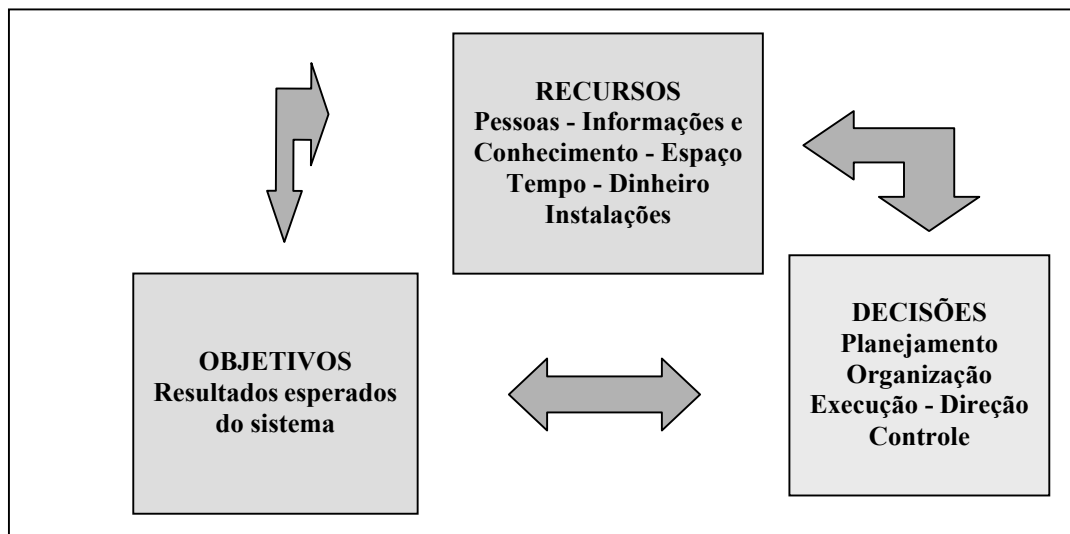 RECURSOS
Pessoas - Informações e
Conhecimento - Espaço
Tempo - Dinheiro
Instalações
OBJETIVOS
Resultados esperados
do sistema
DECISÕES
Planejamento
Organização
Execução - Direção
Controle